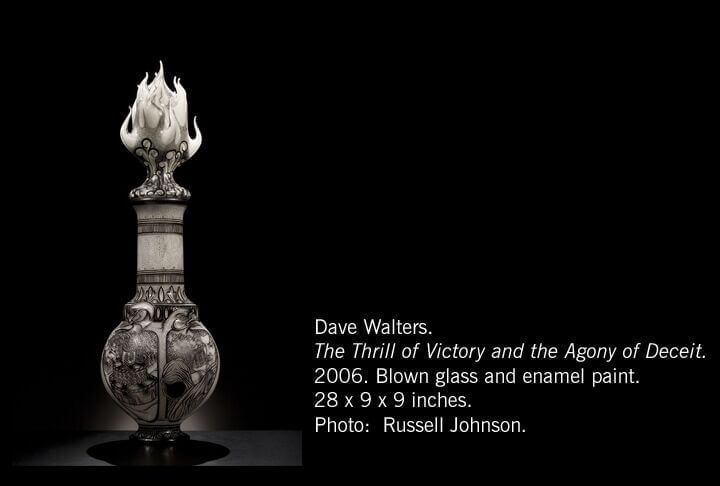 Dave Walters.
The Thrill of Victory and the Agony of Deceit.
2006. Blown glass and enamel paint.
28 x 9 x 9 inches.
Photo: Russell Johnson.